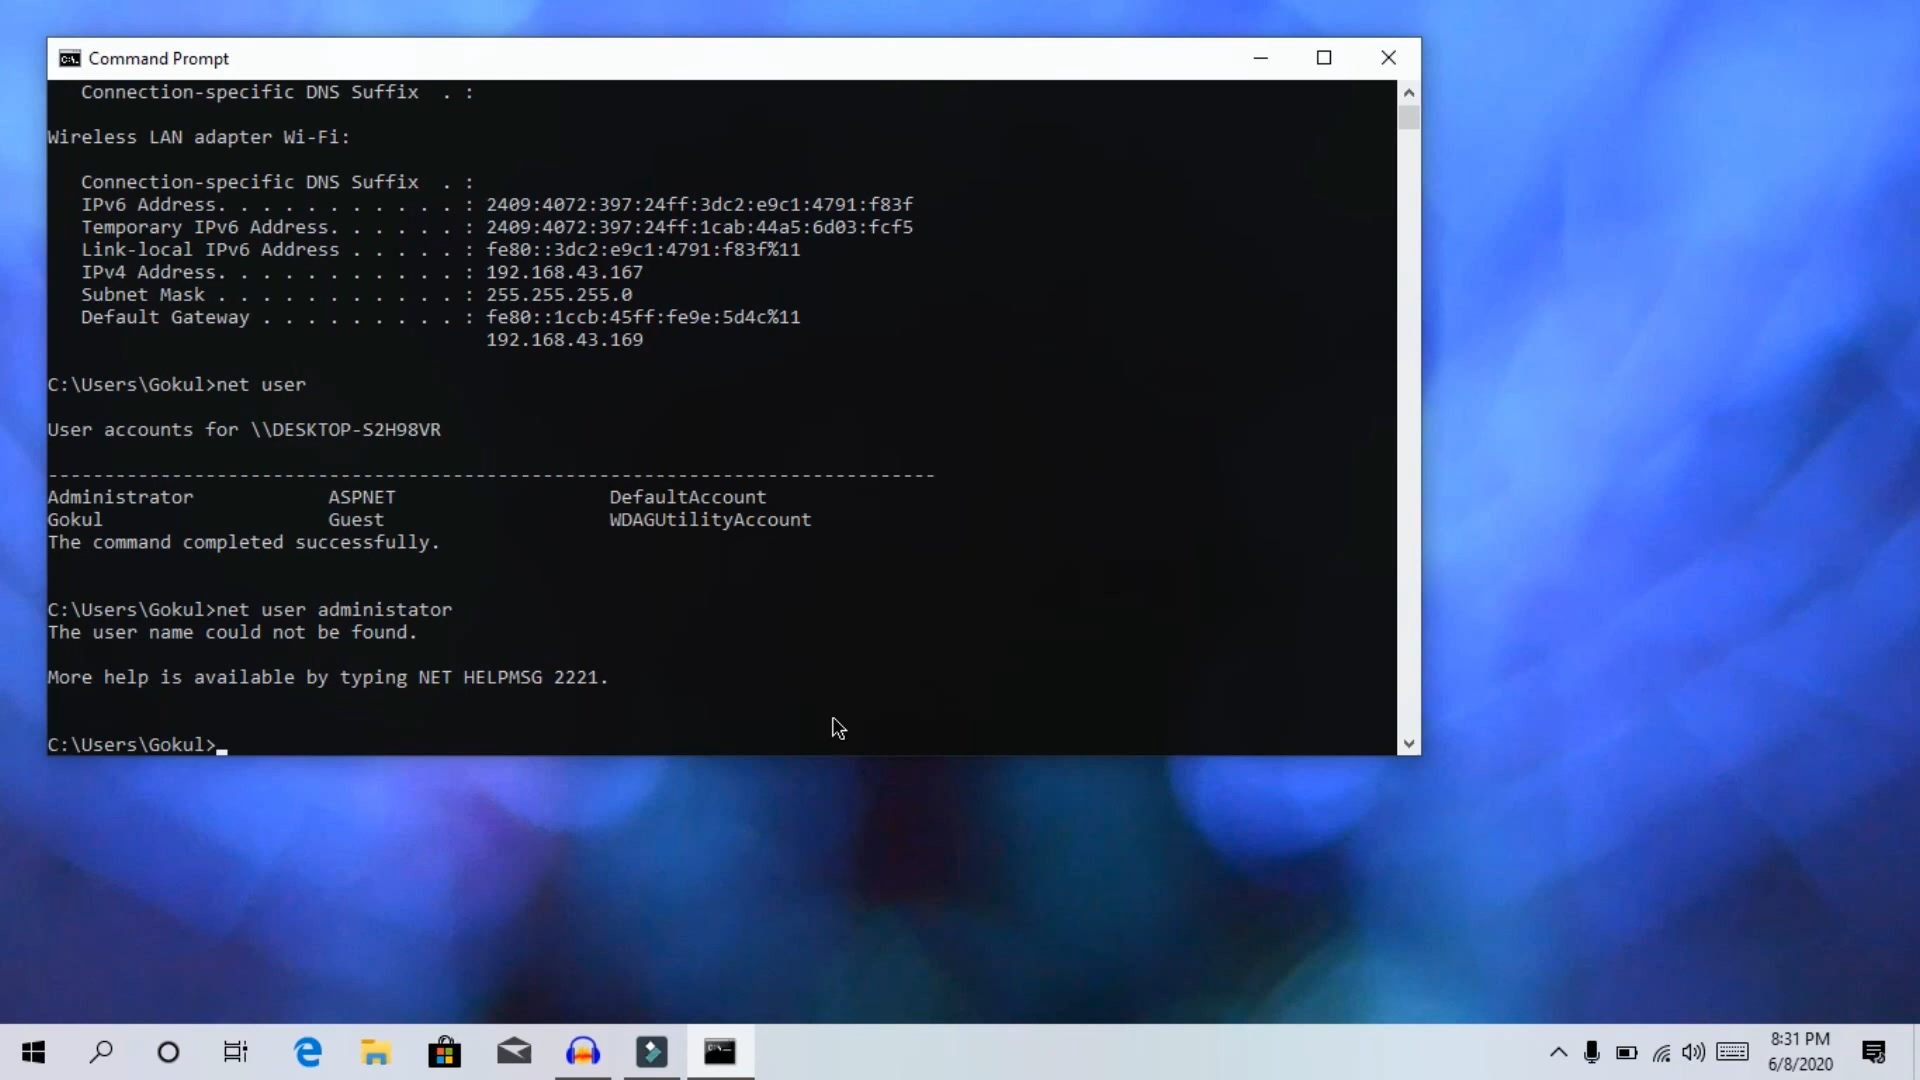 Command Prompt
Connection-specific DNS Suffix  . :
Wireless LAN adapter Wi-Fi:
Connection-specific DNS Suffix  . :
IPv6 Address. . . . . . . . . . . : 2409:4072:397:24ff:3dc2:e9c1:4791:f83f
Temporary IPv6 Address. . . . . . : 2409:4072:397:24ff:1cab:44a5:6d03:fcf5
Link-local IPv6 Address . . . . . : fe80::3dc2:e9c1:4791:f83f%11
IPv4 Address. . . . . . . . . . . : 192.168.43.167
Subnet Mask . . . . . . . . . . . : 255.255.255.0
Default Gateway . . . . . . . . . : fe80::1ccb:45ff:fe9e:5d4c%11
192.168.43.169
C:\Users\Gokul>net user
User accounts for \\DESKTOP-S2H98VR
-------------------------------------------------------------------------------
Administrator            ASPNET                   DefaultAccount
Gokul                    Guest                    WDAGUtilityAccount
The command completed successfully.
C:\Users\Gokul>net user administator
The user name could not be found.
More help is available by typing NET HELPMSG 2221.
C:\Users\Gokul>
8:31 PM
6/8/2020